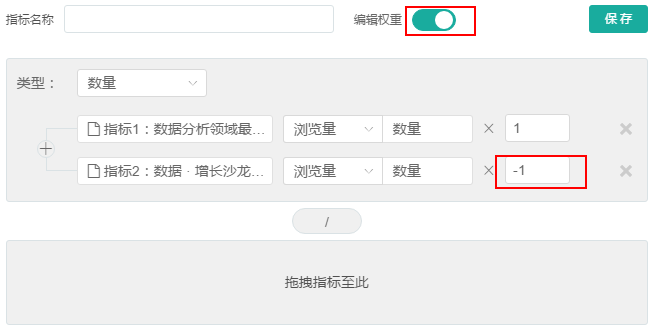 指标名称 编辑权重 保存
类型： 数量
指标1：数据分析领域最... 浏览量 数量 × 1
+
指标2：数据 · 增长沙龙... 浏览量 数量 × -1
/
拖拽指标至此